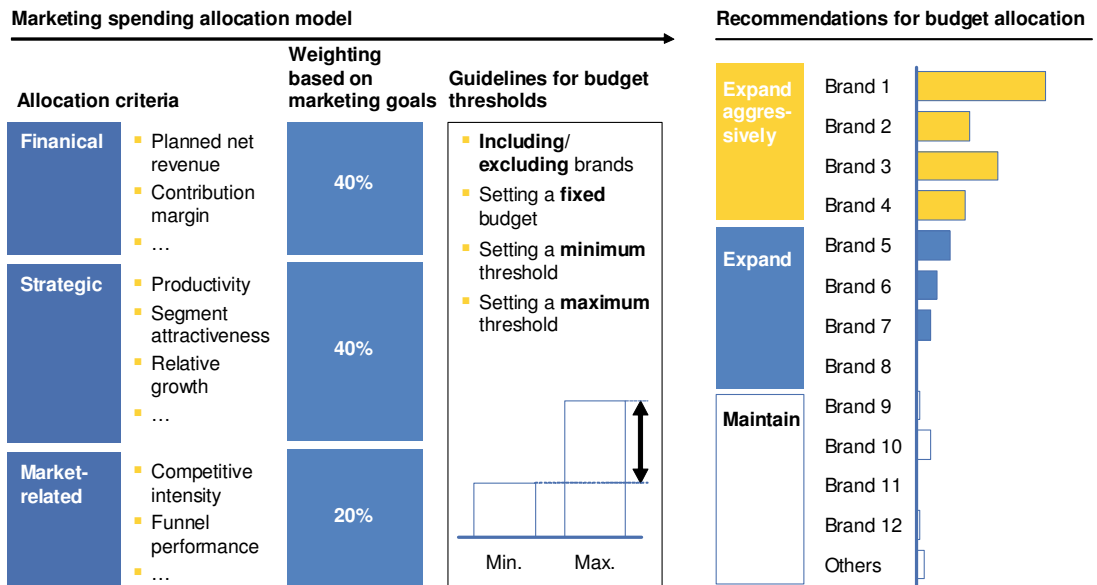 Marketing spending allocation model
Allocation criteria
Weighting
based on
marketing goals
Guidelines for budget
thresholds
Finanical
Planned net
revenue
Contribution
margin
…
40%
Strategic
Productivity
Segment
attractiveness
Relative
growth
…
40%
Market-
related
Competitive
intensity
Funnel
performance
…
20%
Including/
excluding brands
Setting a fixed
budget
Setting a minimum
threshold
Setting a maximum
threshold
Min.
Max.
Recommendations for budget allocation
Expand
aggres-
sively
Brand 1
Brand 2
Brand 3
Brand 4
Expand
Brand 5
Brand 6
Brand 7
Brand 8
Maintain
Brand 9
Brand 10
Brand 11
Brand 12
Others